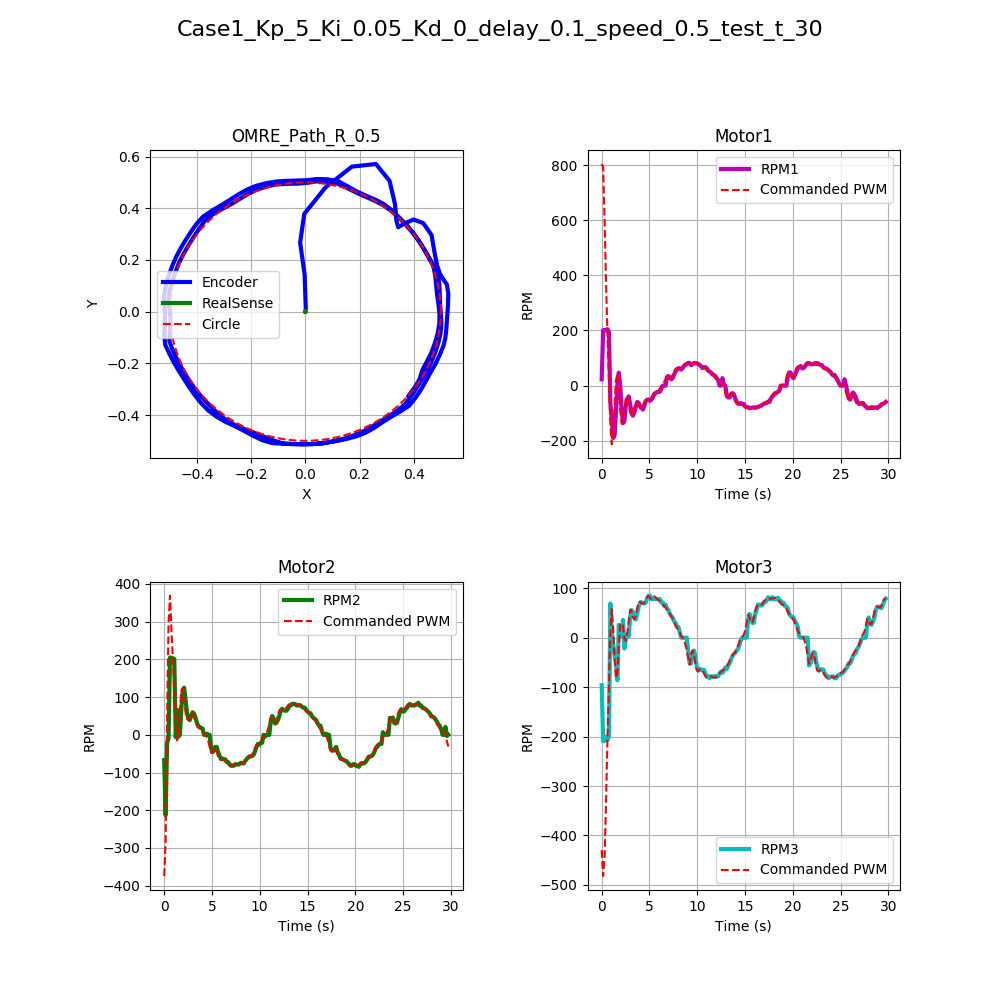 Case1_Kp_5_Ki_0.05_Kd_0_delay_0.1_speed_0.5_test_t_30
OMRE_Path_R_0.5
0.6
0.4
0.2
0.0
−0.2
−0.4
Y
Encoder
RealSense
Circle
−0.4 −0.2 0.0 0.2 0.4
X
Motor1
800
600
400
200
0
−200
RPM
RPM1
Commanded PWM
0 5 10 15 20 25 30
Time (s)
Motor2
400
300
200
100
0
−100
−200
−300
−400
RPM
RPM2
Commanded PWM
0 5 10 15 20 25 30
Time (s)
Motor3
100
0
−100
−200
−300
−400
−500
RPM
RPM3
Commanded PWM
0 5 10 15 20 25 30
Time (s)